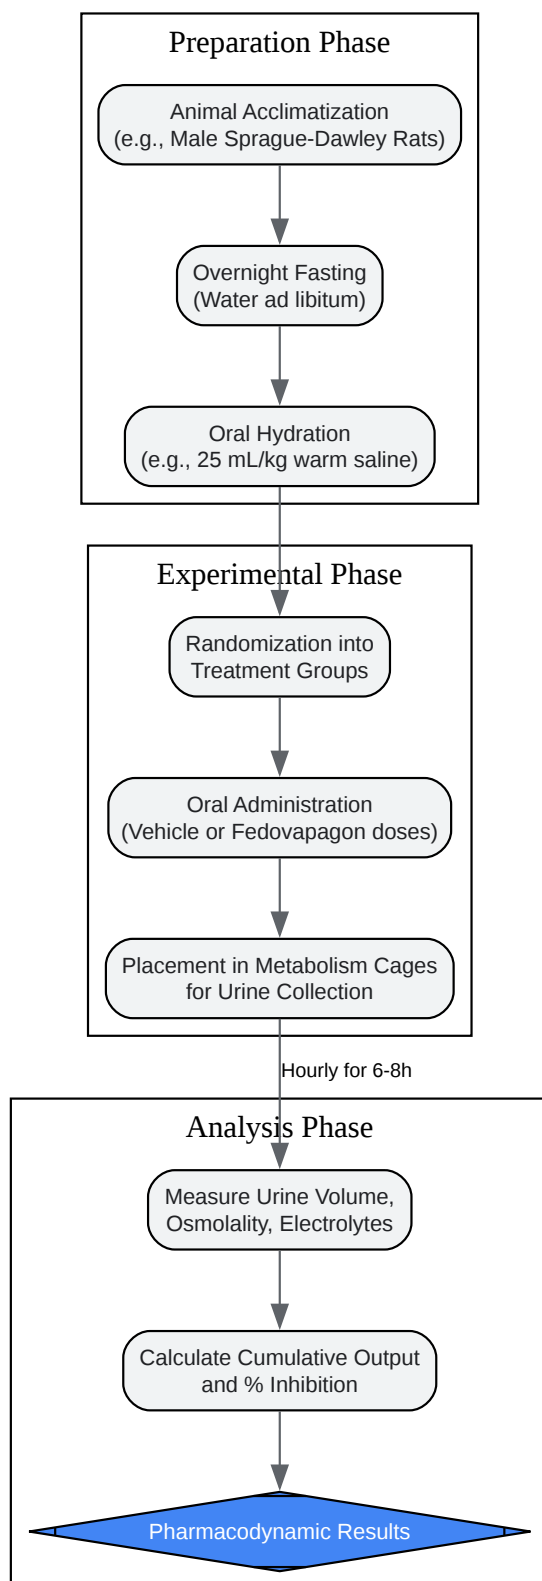 Preparation Phase
Animal Acclimatization
(e.g., Male Sprague-Dawley Rats)
Overnight Fasting
(Water ad libitum)
Oral Hydration
(e.g., 25 mL/kg warm saline)
Experimental Phase
Randomization into
Treatment Groups
Oral Administration
(Vehicle or Fedovapagon doses)
Placement in Metabolism Cages
for Urine Collection
Hourly for 6-8h
Analysis Phase
Measure Urine Volume,
Osmolality, Electrolytes
Calculate Cumulative Output
and % Inhibition
Pharmacodynamic Results